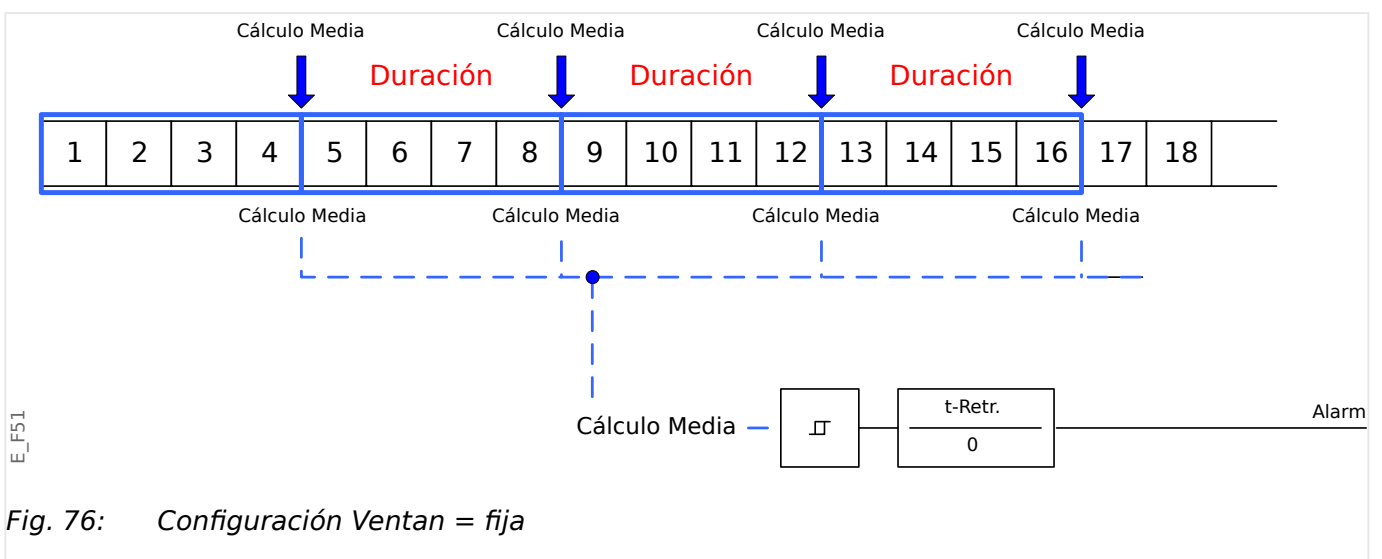 Cálculo Media Cálculo Media Cálculo Media Cálculo Media
Duración Duración Duración
1 2 3 4 5 6 7 8 9 10 11 12 13 14 15 16 17 18
Cálculo Media Cálculo Media Cálculo Media Cálculo Media
t-Retr.
Alarm
Cálculo Media
0
E_F51
Fig. 76: Configuración Ventan = fija